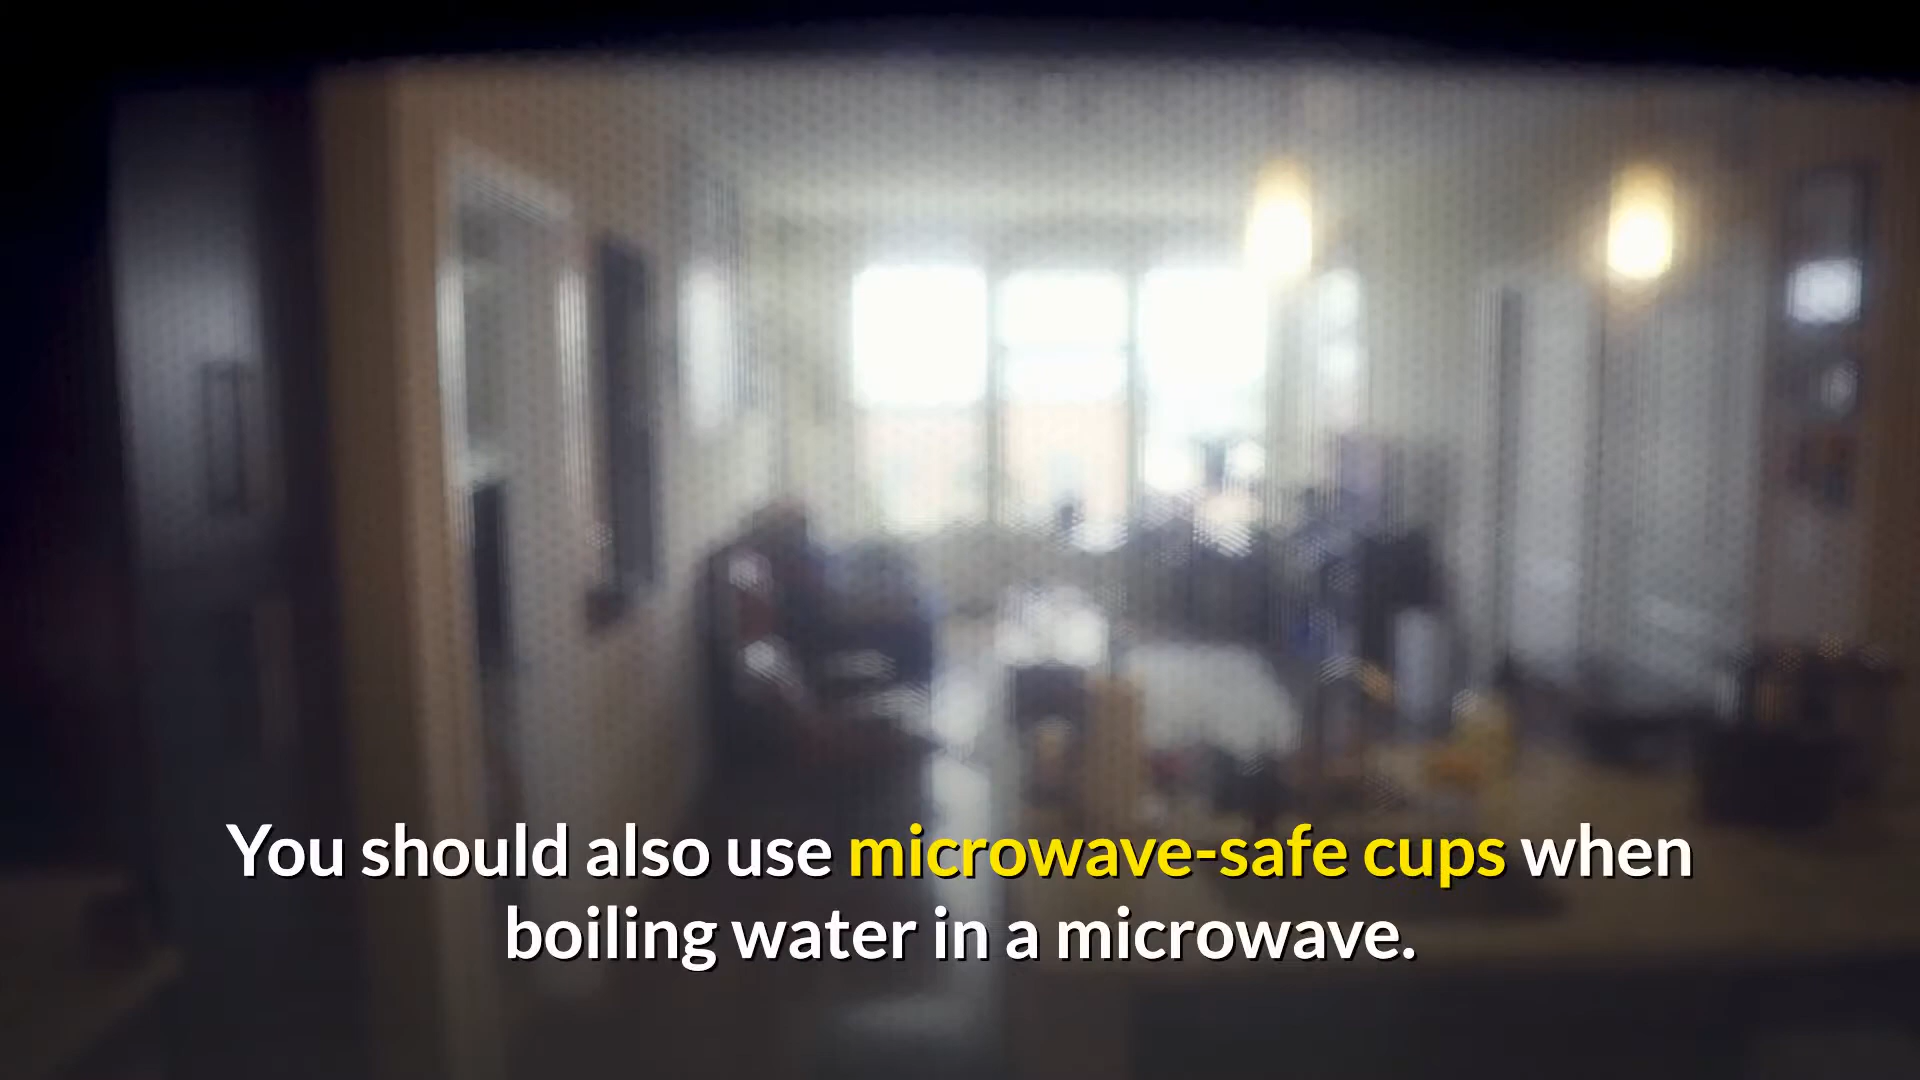 You should also use microwave-safe cups when
boiling water in a microwave.